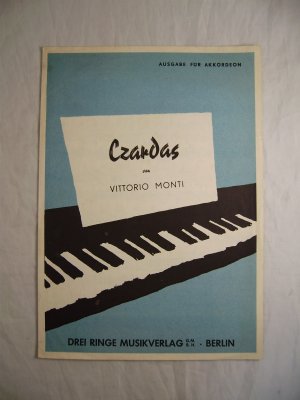 AUSGABE FÜR AKKORDEON
Czardas
von
VITTORIO MONTI
DREI RINGE MUSIKVERLAG G.M.B.H. · BERLIN